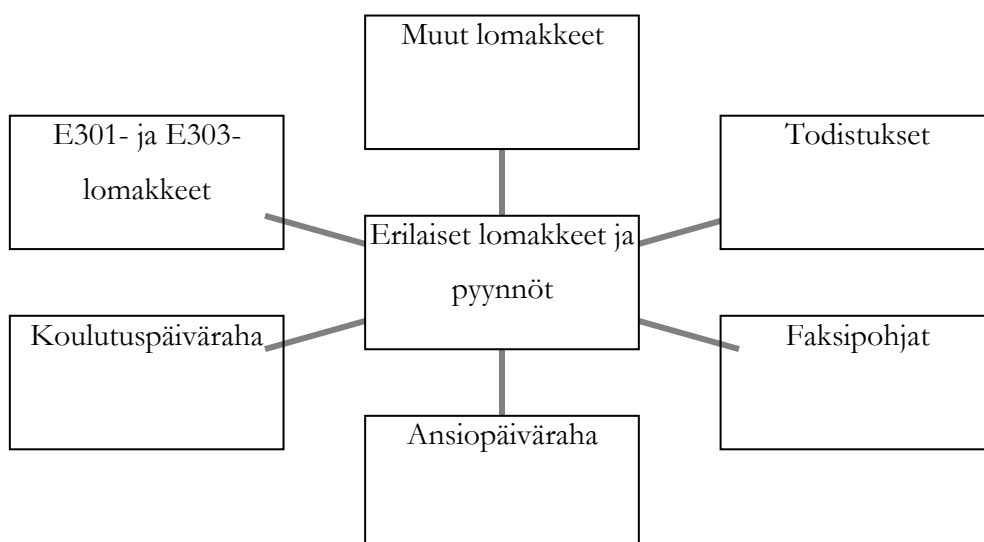 Muut lomakkeet
E301- ja E303-
lomakkeet
Todistukset
Erilaiset lomakkeet ja
pyynnöt
Koulutuspäiväraha
Faksipohjat
Ansiopäiväraha